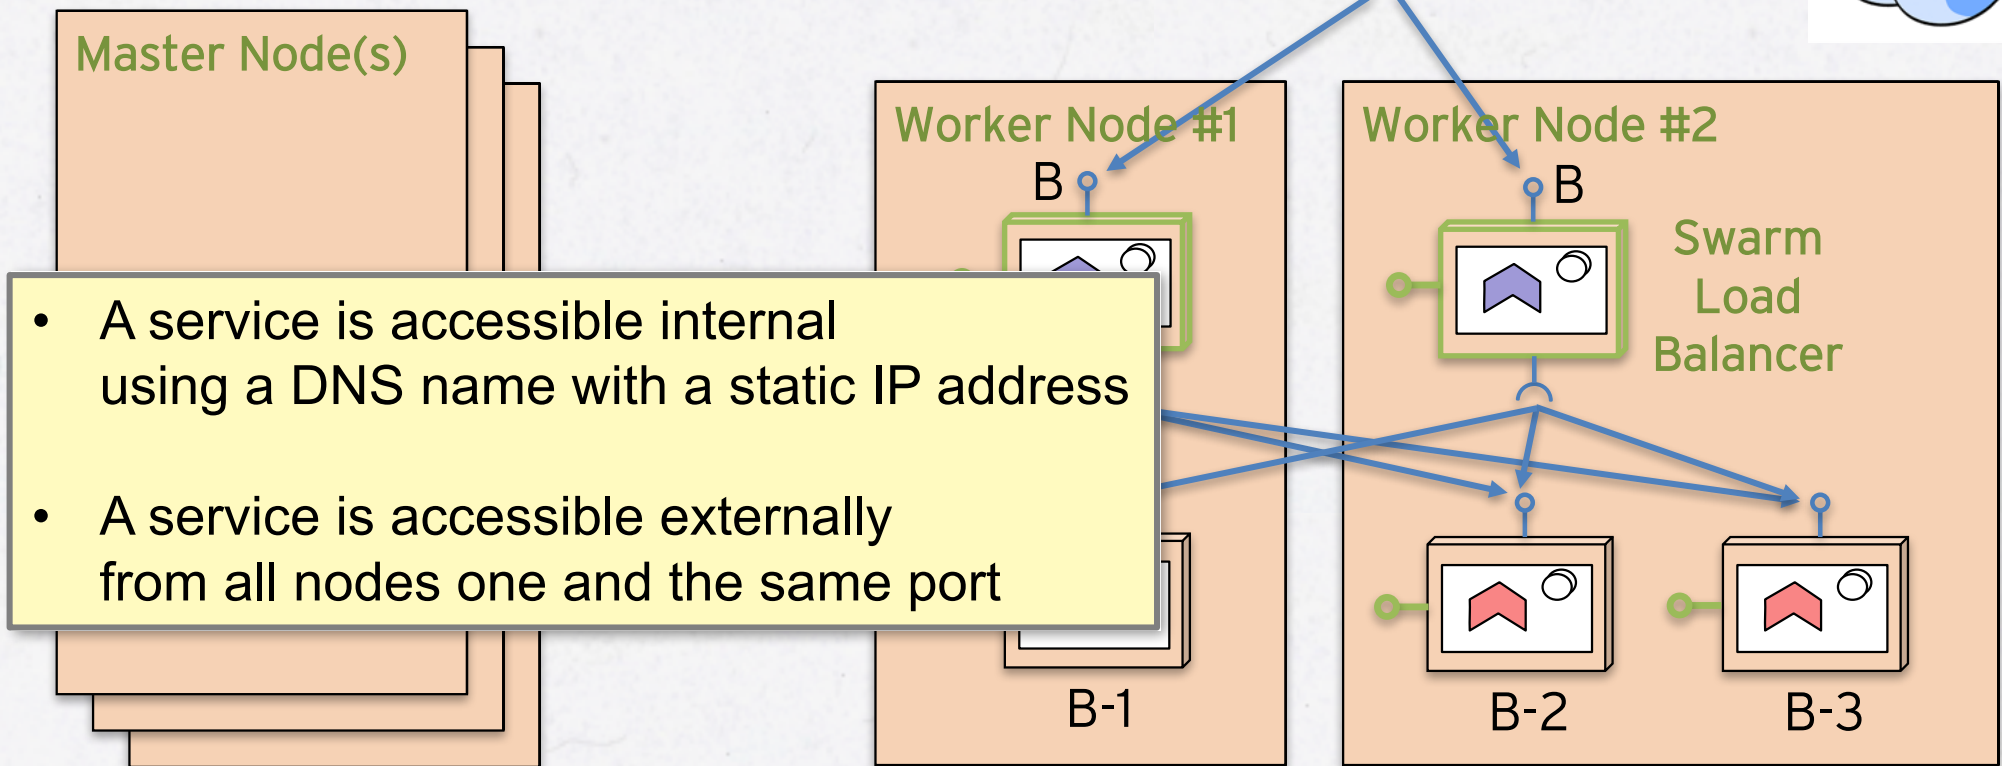 Master Node(s)
Worker Node #1
Worker Node #2
B
B
Swarm
Load
Balancer
• A service is accessible internal
using a DNS name with a static IP address
• A service is accessible externally
from all nodes one and the same port
B-1
B-2
B-3